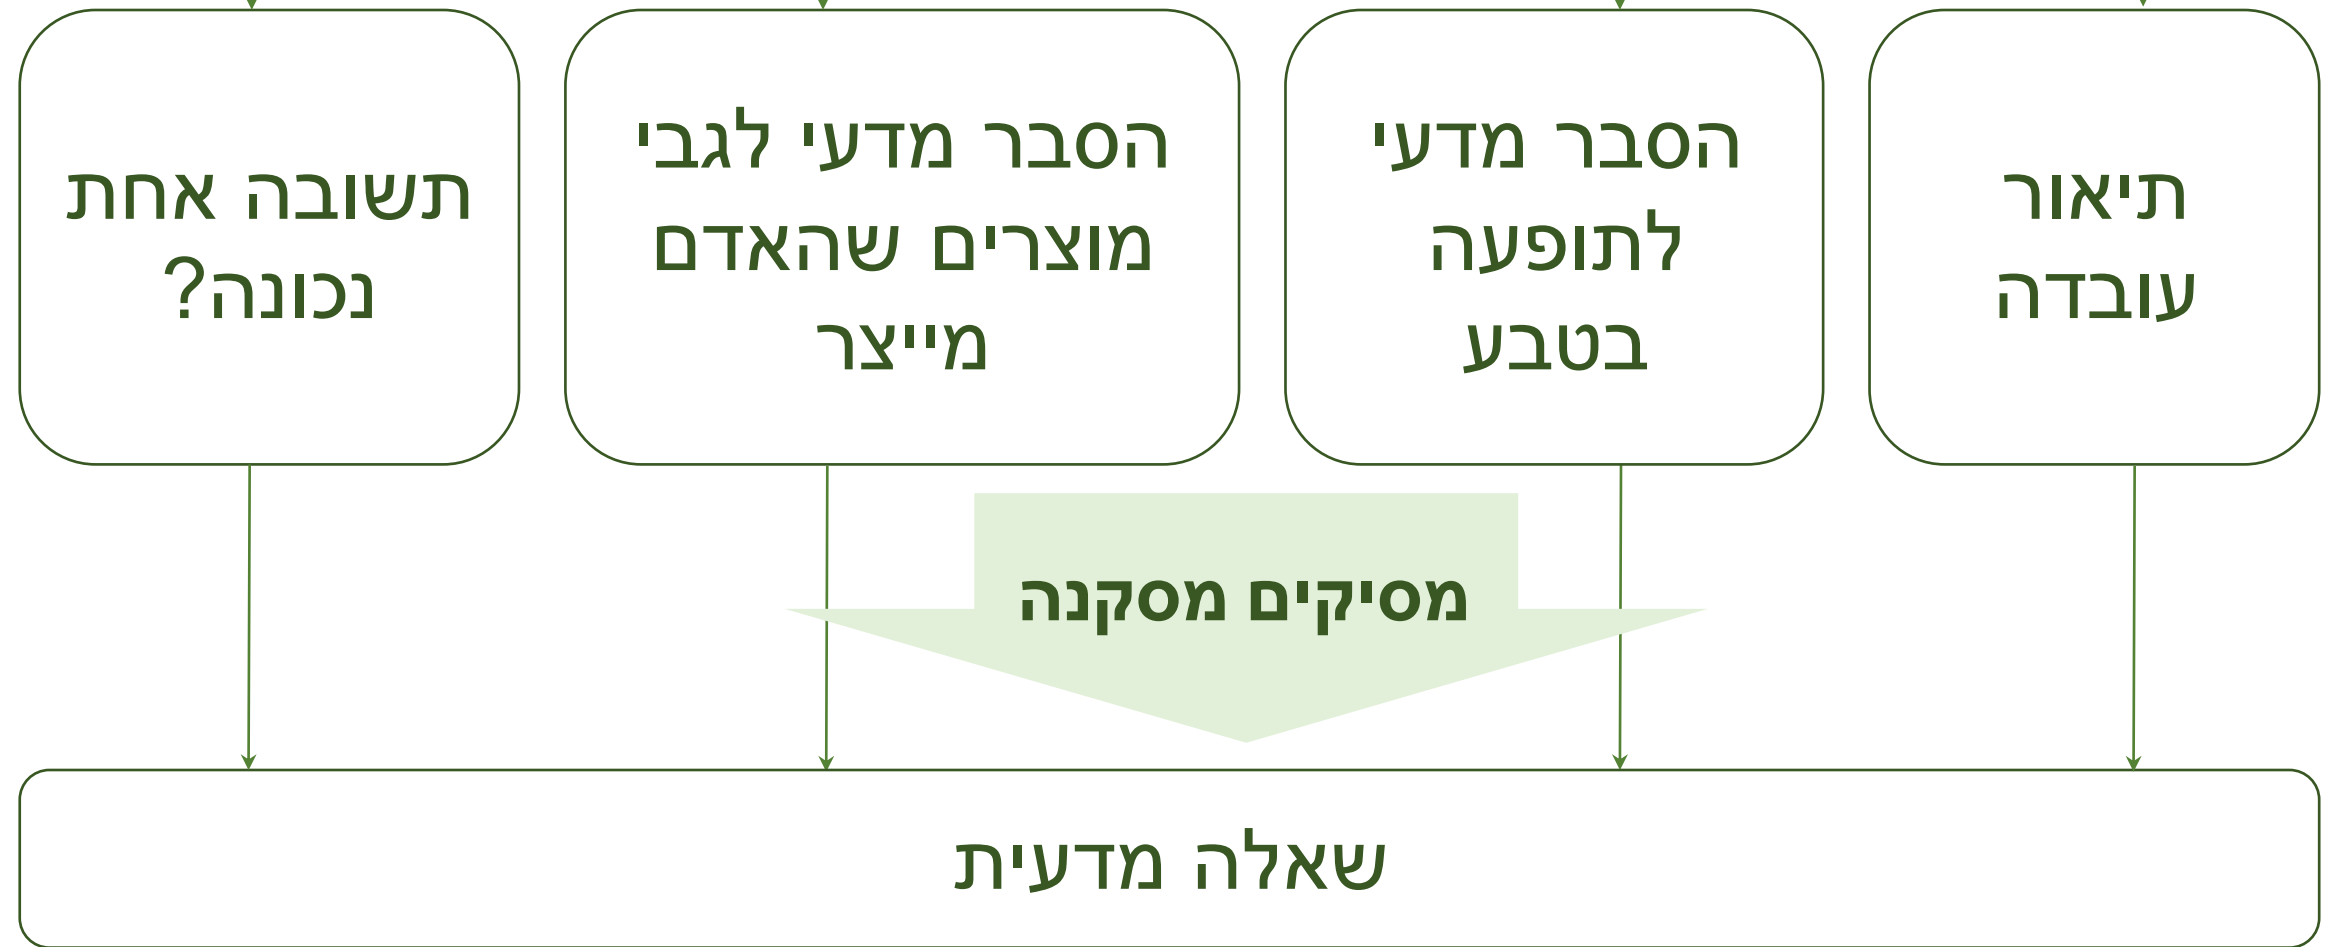 תיאור
עובדה
הסבר מדעי
לתופעה
בטבע
הסבר מדעי לגבי
מוצרים שהאדם
מייצר
תשובה אחת
נכונה?
מסיקים מסקנה
שאלה מדעית